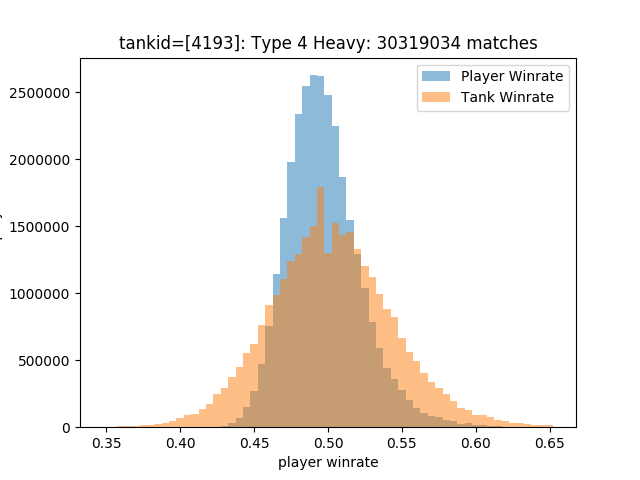 tankid=[4193]: Type 4 Heavy: 30319034 matches
Player Winrate
Tank Winrate
2500000
2000000
1500000
1000000
500000
0
0.35 0.40 0.45 0.50 0.55 0.60 0.65
player winrate